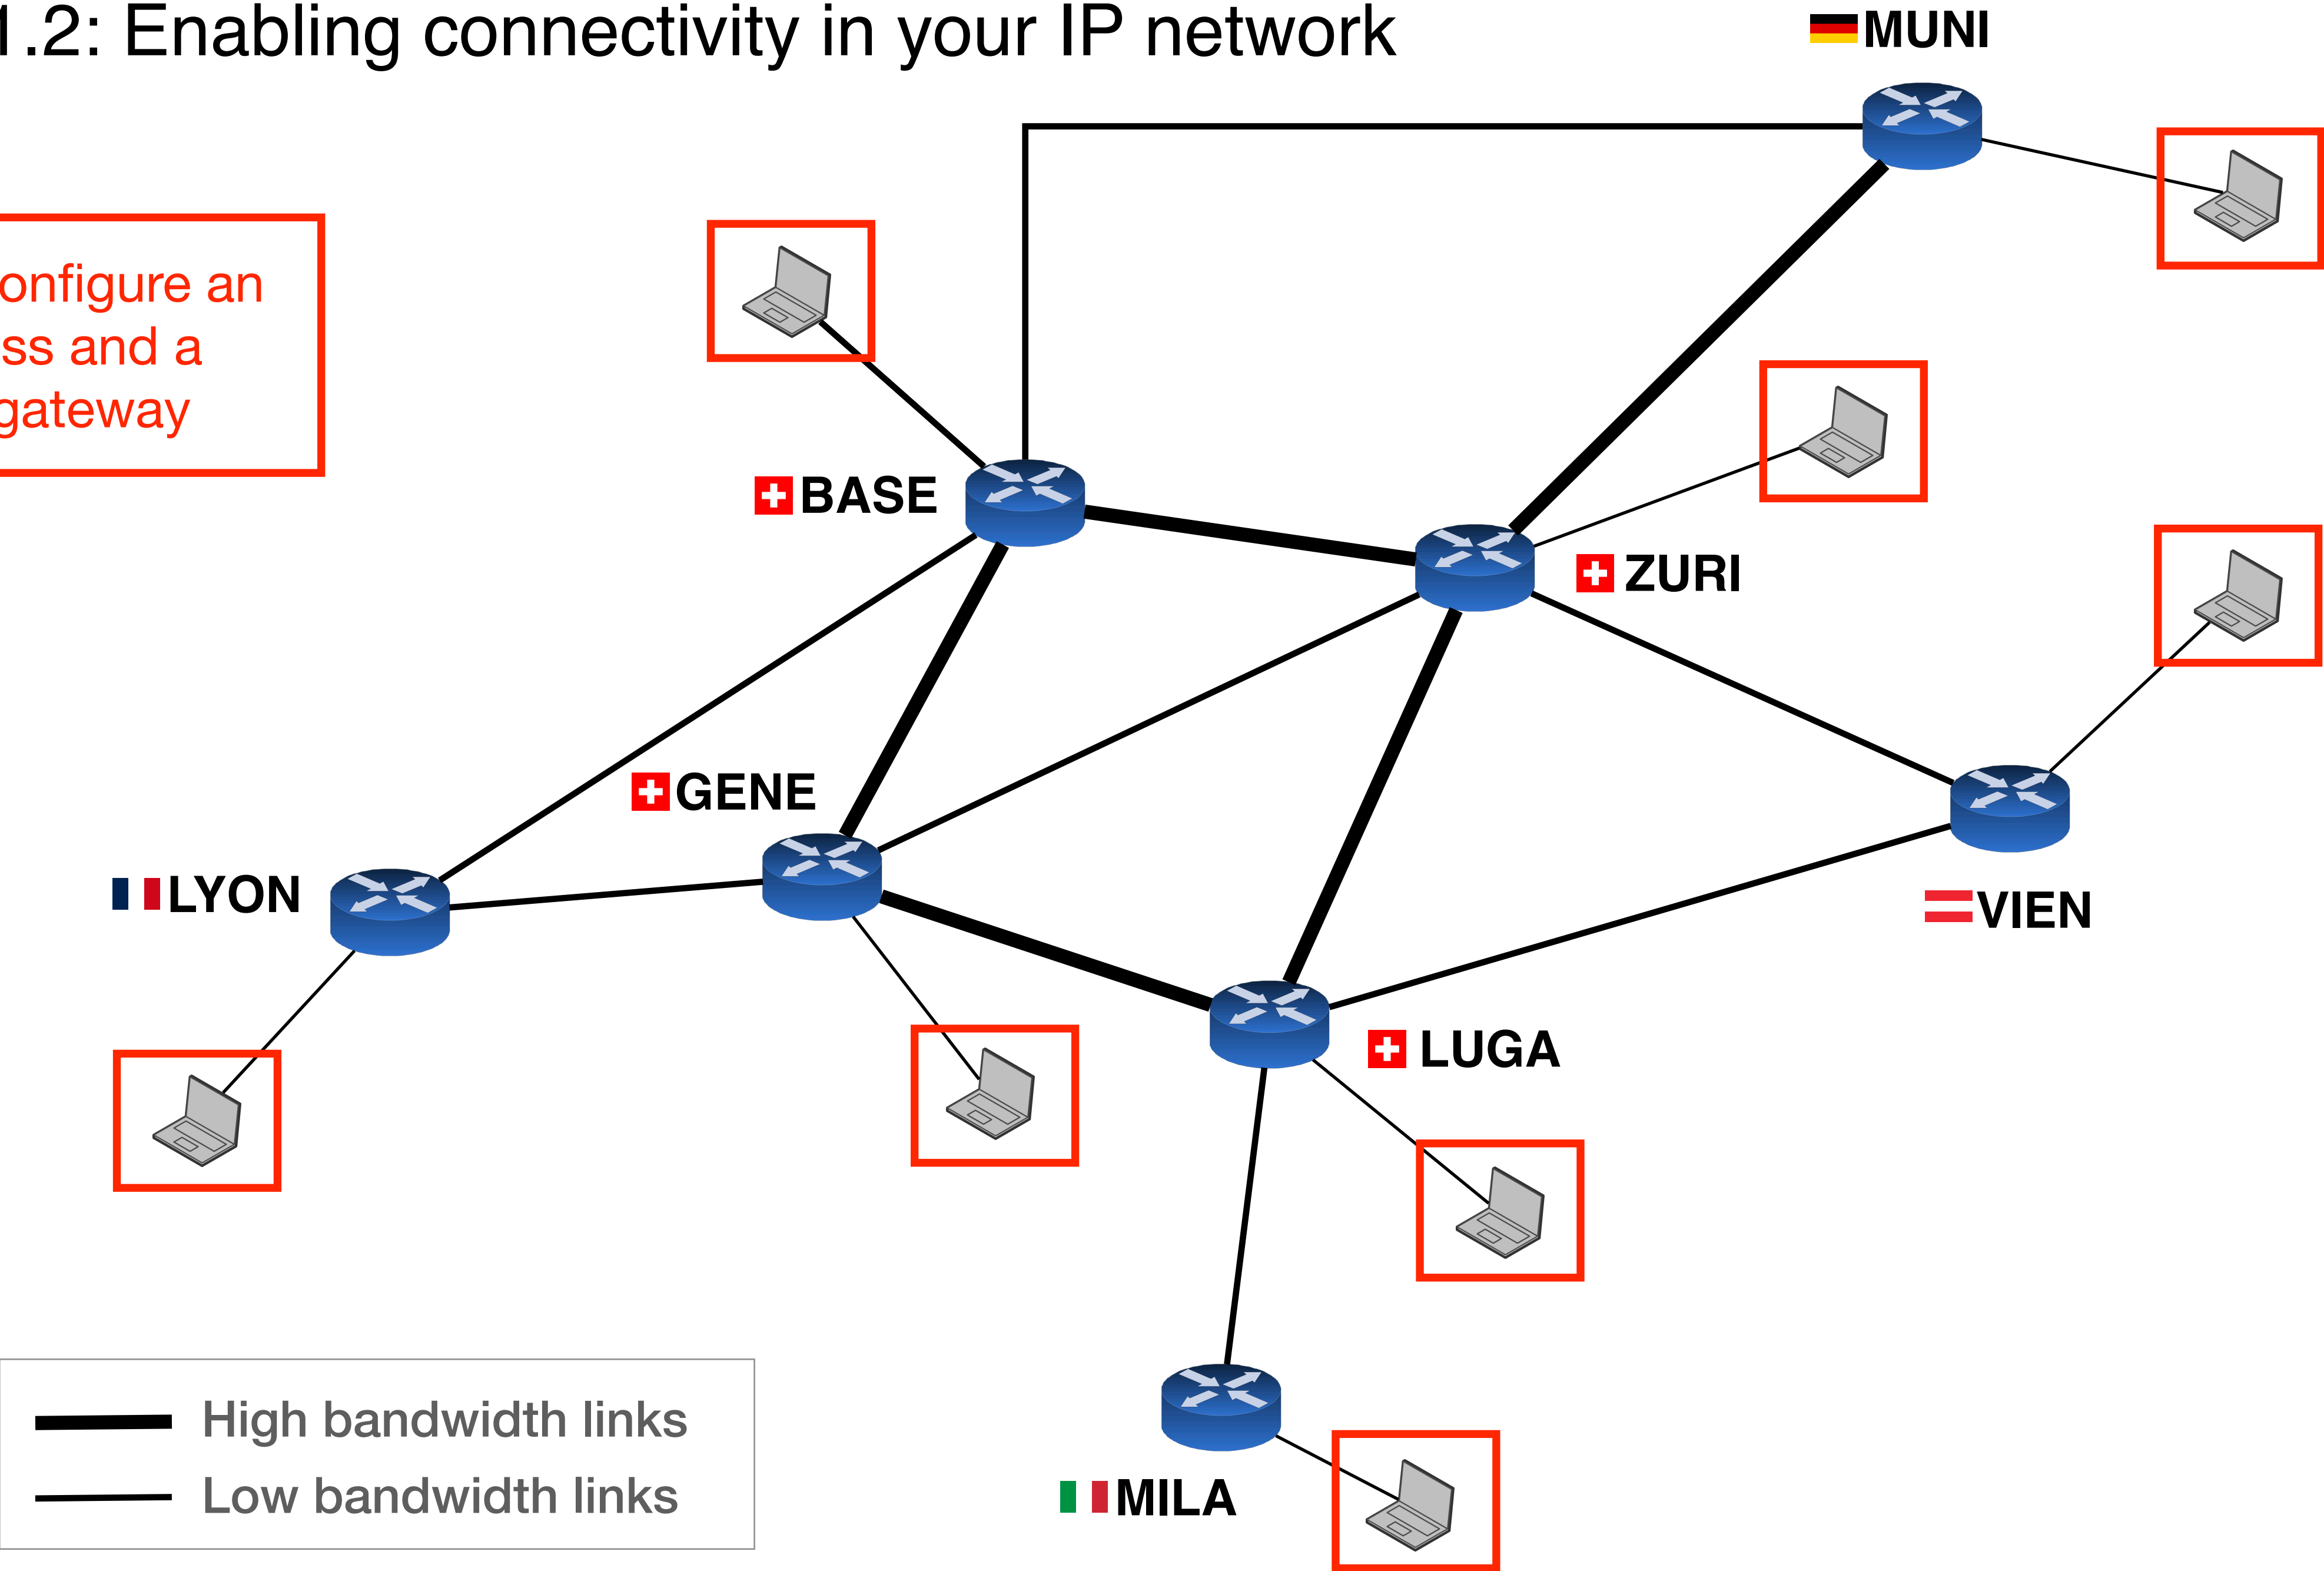 1.2: Enabling connectivity in your IP network
MUNI
onfigure an
ss and a
gateway
BASE
ZURI
GENE
LYON
VIEN
LUGA
MILA
High bandwidth links
Low bandwidth links